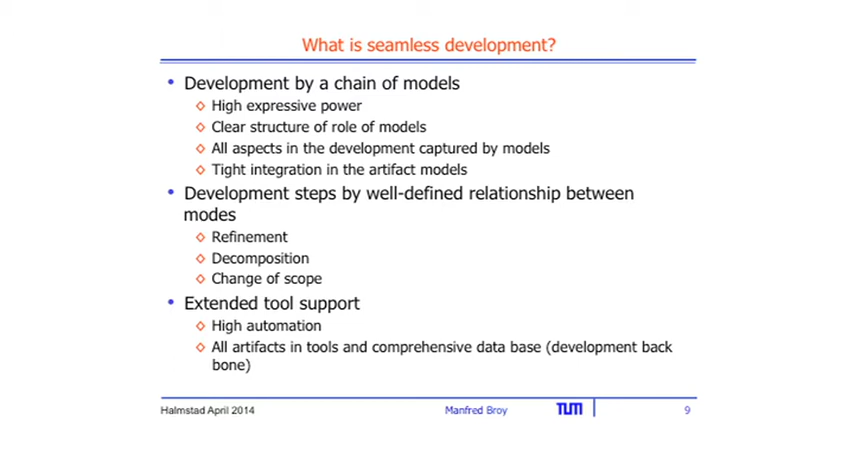 What is seamless development?
• Development by a chain of models
◇ High expressive power
◇ Clear structure of role of models
◇ All aspects in the development captured by models
◇ Tight integration in the artifact models
• Development steps by well-defined relationship between
modes
◇ Refinement
◇ Decomposition
◇ Change of scope
• Extended tool support
◇ High automation
◇ All artifacts in tools and comprehensive data base (development back
bone)
Halmstad April 2014 Manfred Broy TUM 9